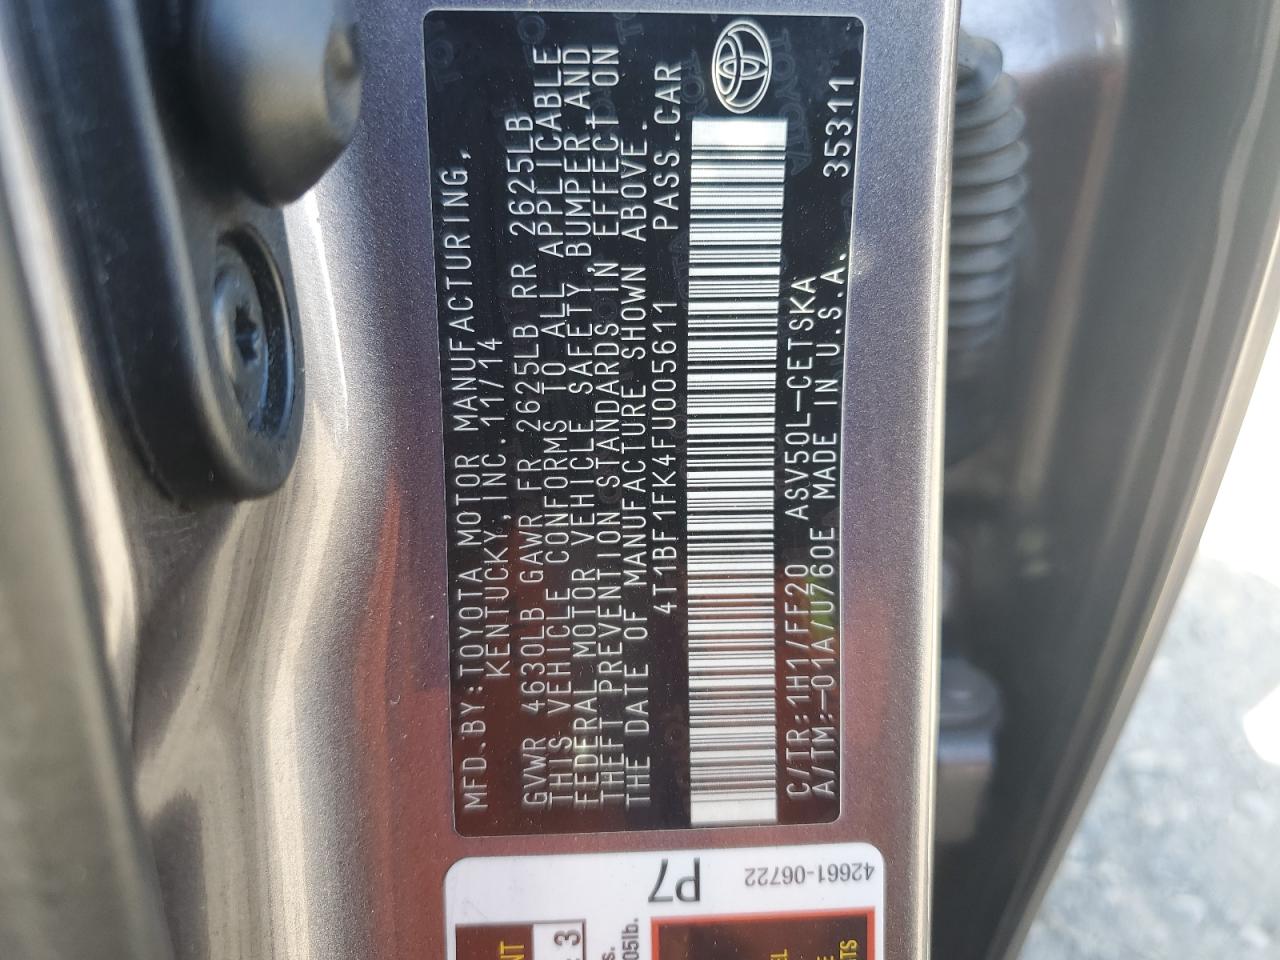 MFD.BY:TOYOTA MOTOR MANUFACTURING,
KENTUCKY,INC. 11/14
GVWR 4630LB GAWR FR 2625LB RR 2625LB
THIS VEHICLE CONFORMS TO ALL APPLICABLE
FEDERAL MOTOR VEHICLE SAFETY,BUMPER AND
THEFT PREVENTION STANDARDS IN EFFECT ON
THE DATE OF MANUFACTURE SHOWN ABOVE.
4T1BF1FK4FU005611 PASS.CAR
C/TR:1H1/FF20 ASV50L-CETSKA
A/TM:-01A/U760E MADE IN U.S.A. 35311
42661-06722
P7
3